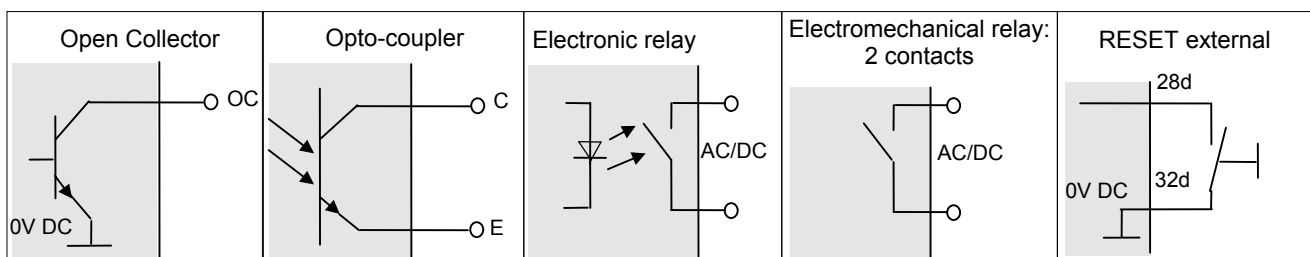 Open Collector
OC
0V DC
Opto-coupler
C
E
Electronic relay
AC/DC
Electromechanical relay:
2 contacts
AC/DC
RESET external
28d
32d
0V DC